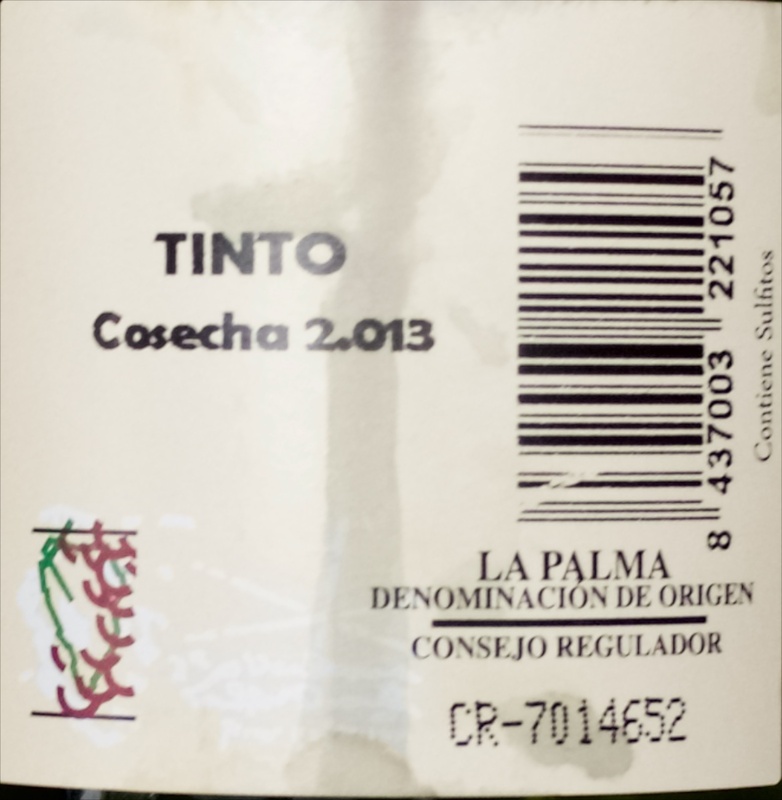 TINTO
Cosecha 2.013
8 437003 221057
Contiene Sulfitos
LA PALMA
DENOMINACIÓN DE ORIGEN
CONSEJO REGULADOR
CR-7014652